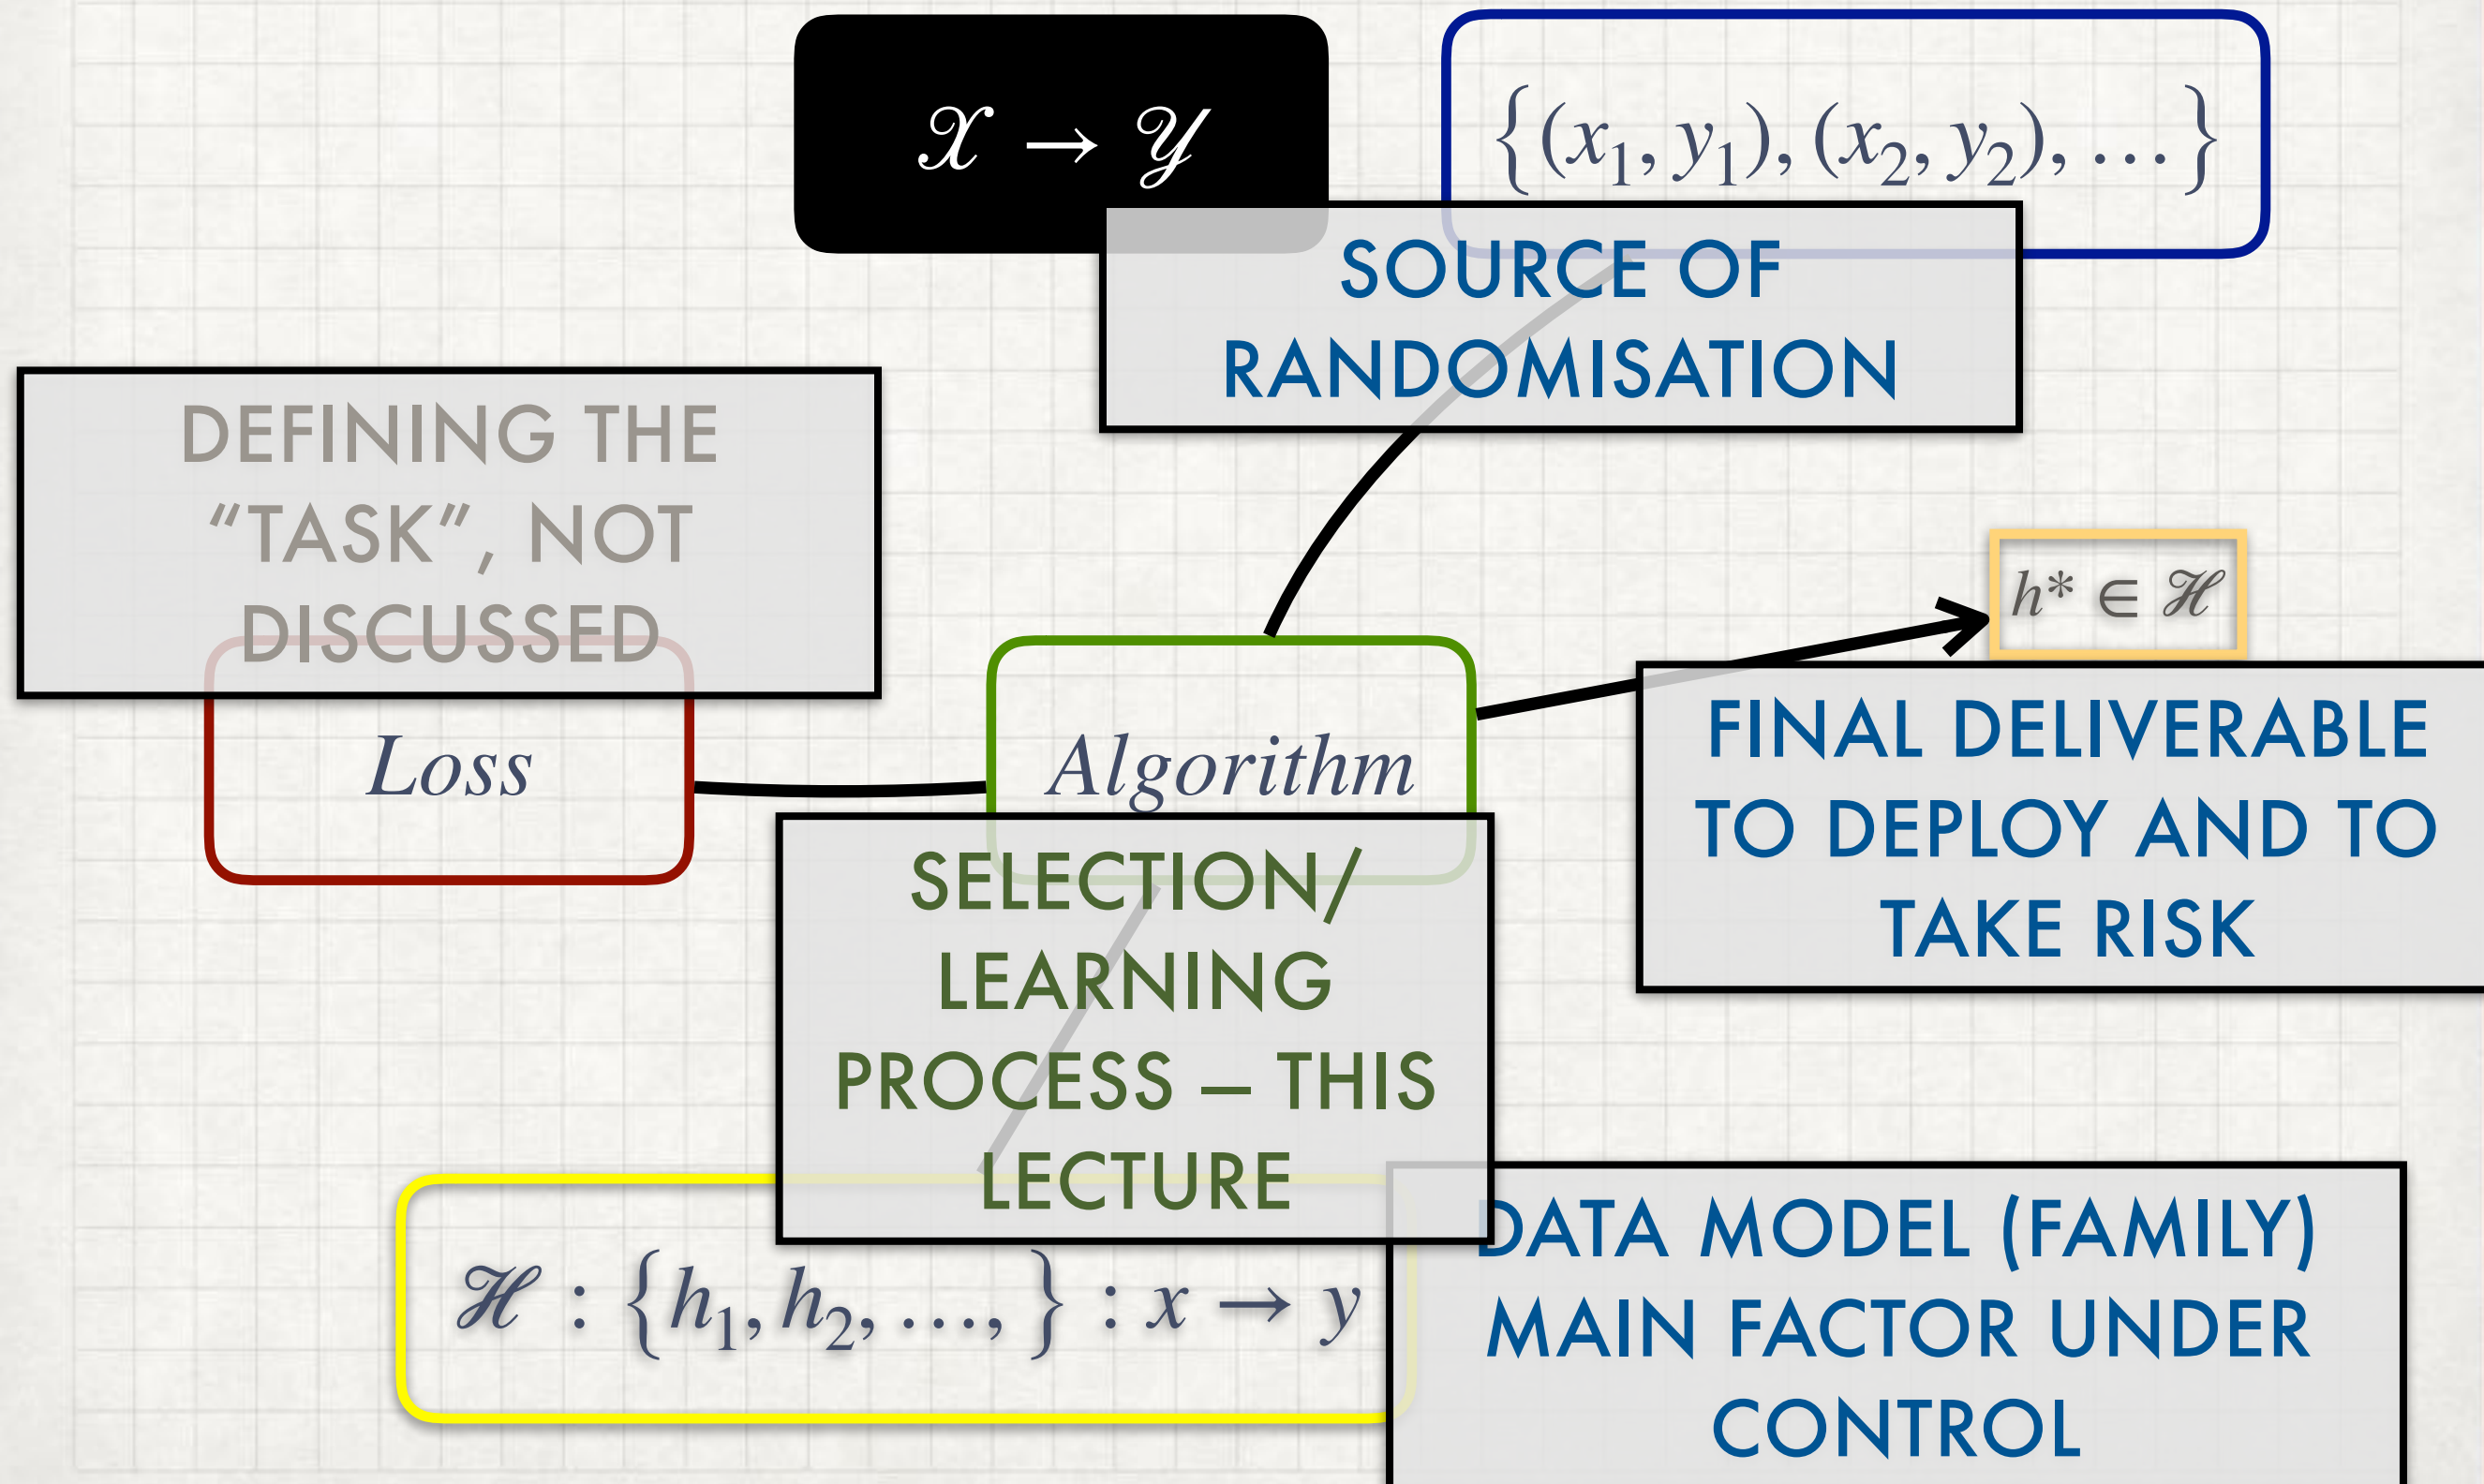 𝒳 → 𝒴
{(x₁, y₁), (x₂, y₂), …}
SOURCE OF
RANDOMISATION
DEFINING THE
“TASK”, NOT
DISCUSSED
h* ∈ ℋ
Loss
Algorithm
FINAL DELIVERABLE
TO DEPLOY AND TO
TAKE RISK
SELECTION/
LEARNING
PROCESS — THIS
LECTURE
ℋ : {h₁, h₂, …, } : x → y
DATA MODEL (FAMILY)
MAIN FACTOR UNDER
CONTROL